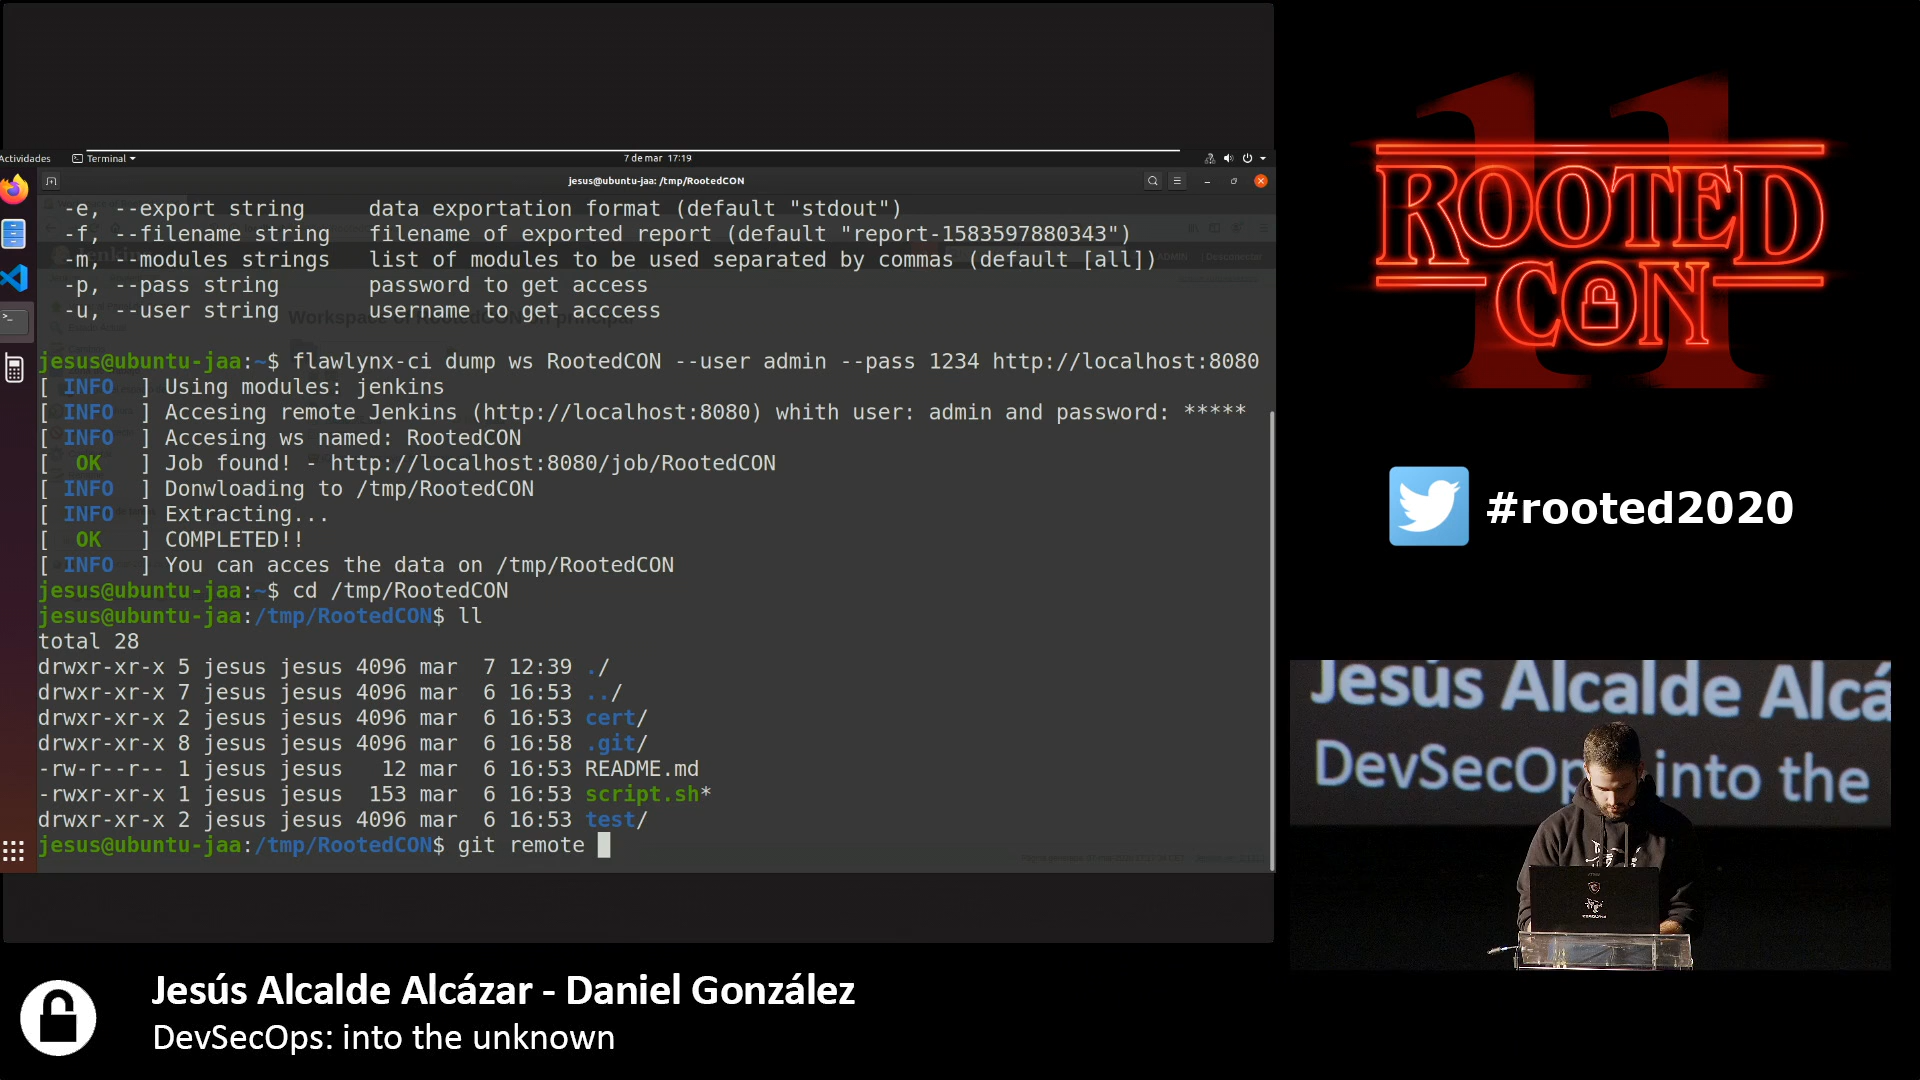 Actividades
Terminal
7 de mar 17:19
jesus@ubuntu-jaa: /tmp/RootedCON
-e, --export string data exportation format (default "stdout")
-f, --filename string filename of exported report (default "report-1583597880343")
-m, --modules strings list of modules to be used separated by commas (default [all])
-p, --pass string password to get access
-u, --user string username to get acccess
jesus@ubuntu-jaa:~$ flawlynx-ci dump ws RootedCON --user admin --pass 1234 http://localhost:8080
[ INFO ] Using modules: jenkins
[ INFO ] Accesing remote Jenkins (http://localhost:8080) whith user: admin and password: *****
[ INFO ] Accesing ws named: RootedCON
[ OK ] Job found! - http://localhost:8080/job/RootedCON
[ INFO ] Donwloading to /tmp/RootedCON
[ INFO ] Extracting...
[ OK ] COMPLETED!!
[ INFO ] You can acces the data on /tmp/RootedCON
jesus@ubuntu-jaa:~$ cd /tmp/RootedCON
jesus@ubuntu-jaa:/tmp/RootedCON$ ll
total 28
drwxr-xr-x 5 jesus jesus 4096 mar 7 12:39 ./
drwxr-xr-x 7 jesus jesus 4096 mar 6 16:53 ../
drwxr-xr-x 2 jesus jesus 4096 mar 6 16:53 cert/
drwxr-xr-x 8 jesus jesus 4096 mar 6 16:58 .git/
-rw-r--r-- 1 jesus jesus 12 mar 6 16:53 README.md
-rwxr-xr-x 1 jesus jesus 153 mar 6 16:53 script.sh*
drwxr-xr-x 2 jesus jesus 4096 mar 6 16:53 test/
jesus@ubuntu-jaa:/tmp/RootedCON$ git remote
11
ROOTED
CON
#rooted2020
Jesús Alcalde Alcá
DevSecOps into the
Jesús Alcalde Alcázar - Daniel González
DevSecOps: into the unknown